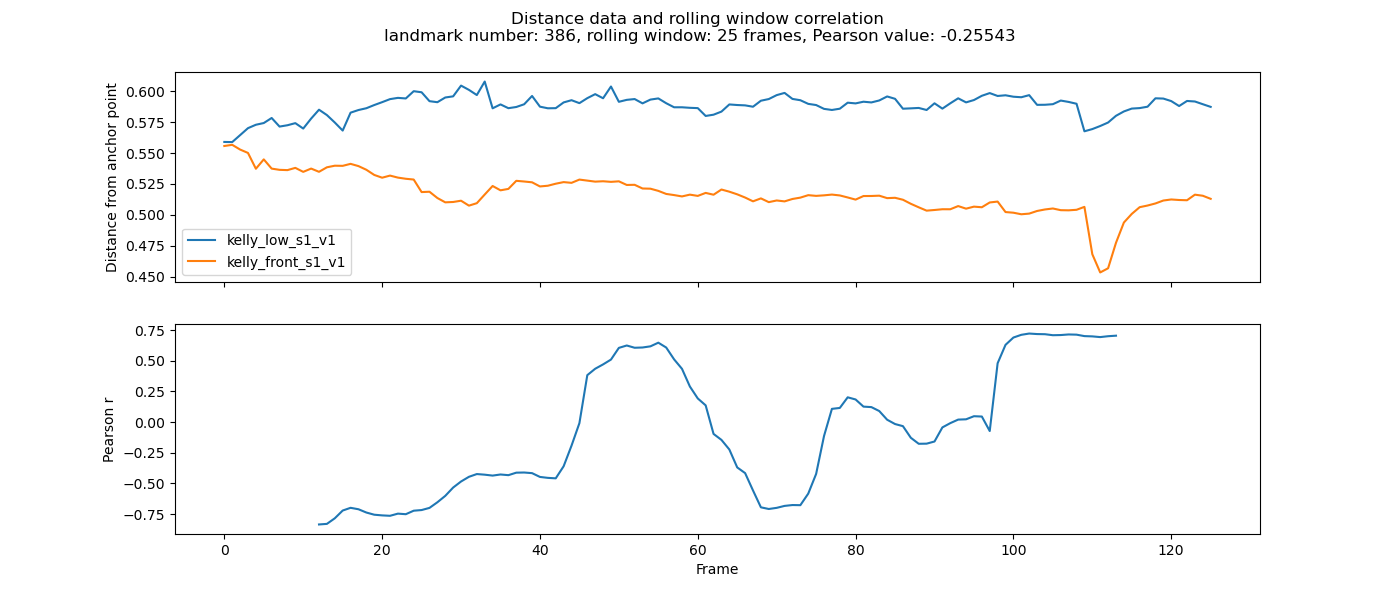 Distance data and rolling window correlation
landmark number: 386, rolling window: 25 frames, Pearson value: -0.25543
Distance from anchor point
0.600
0.575
0.550
0.525
0.500
0.475
0.450
kelly_low_s1_v1
kelly_front_s1_v1
Pearson r
0.75
0.50
0.25
0.00
−0.25
−0.50
−0.75
0 20 40 60 80 100 120
Frame